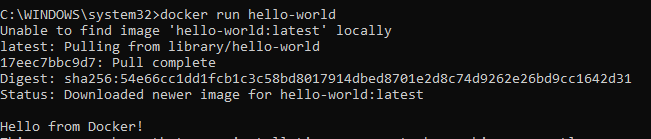 C:\WINDOWS\system32>docker run hello-world
Unable to find image 'hello-world:latest' locally
latest: Pulling from library/hello-world
17eec7bbc9d7: Pull complete
Digest: sha256:54e66cc1dd1fcb1c3c58bd8017914dbed8701e2d8c74d9262e26bd9cc1642d31
Status: Downloaded newer image for hello-world:latest
Hello from Docker!